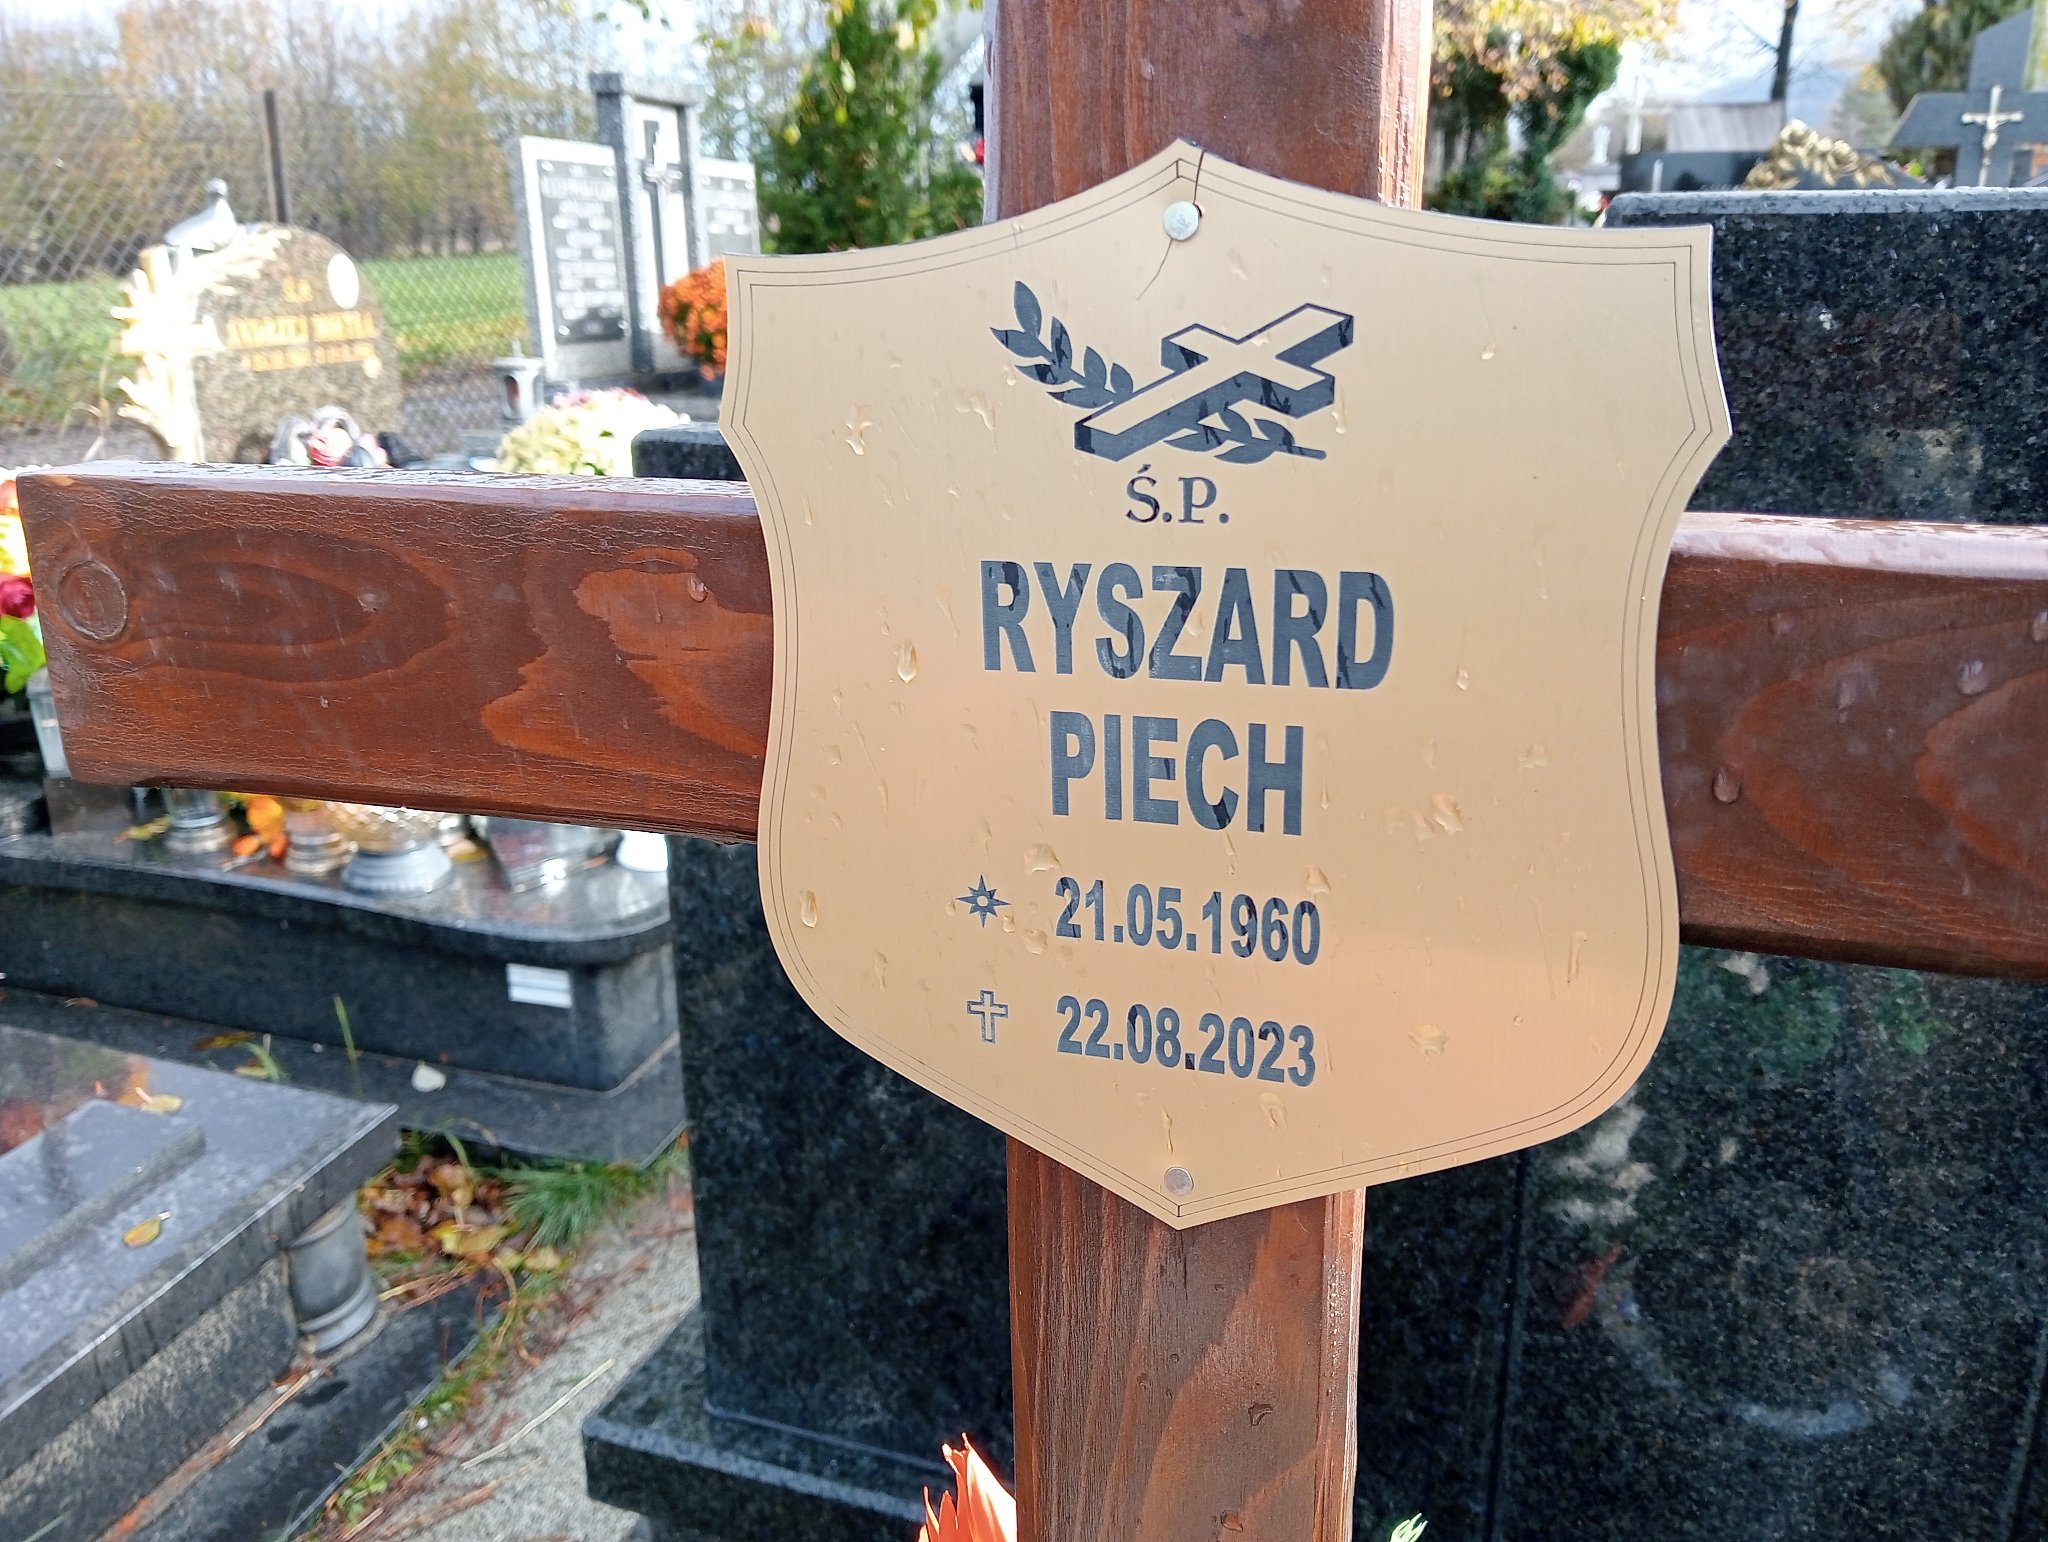 Ś.P.
RYSZARD
PIECH
21.05.1960
22.08.2023